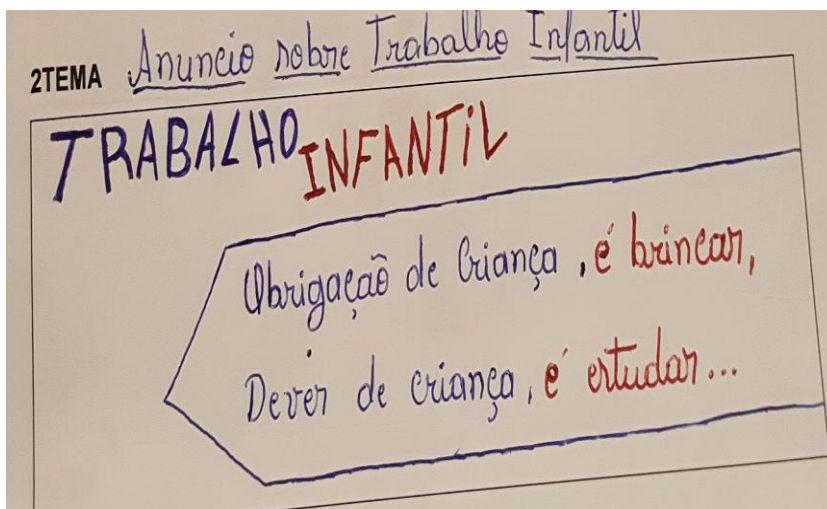 2TEMA Anuncio sobre Trabalho Infantil
TRABALHO INFANTIL
Obrigação de Criança, é brincar,
Dever de criança, é estudar...